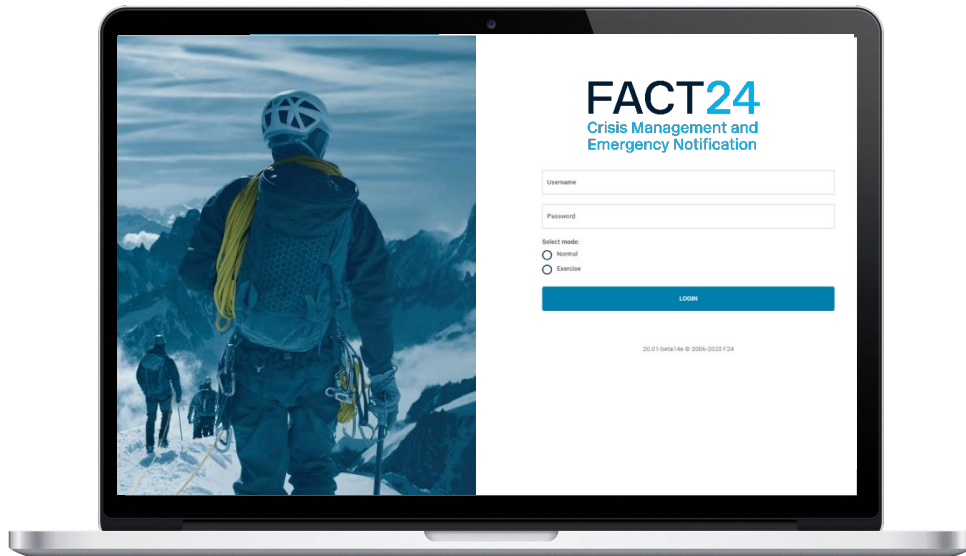 FACT24
Crisis Management and
Emergency Notification
Username
Password
Select mode:
Normal
Exercise
LOGIN
20.01-beta14e © 2006-2020 F24